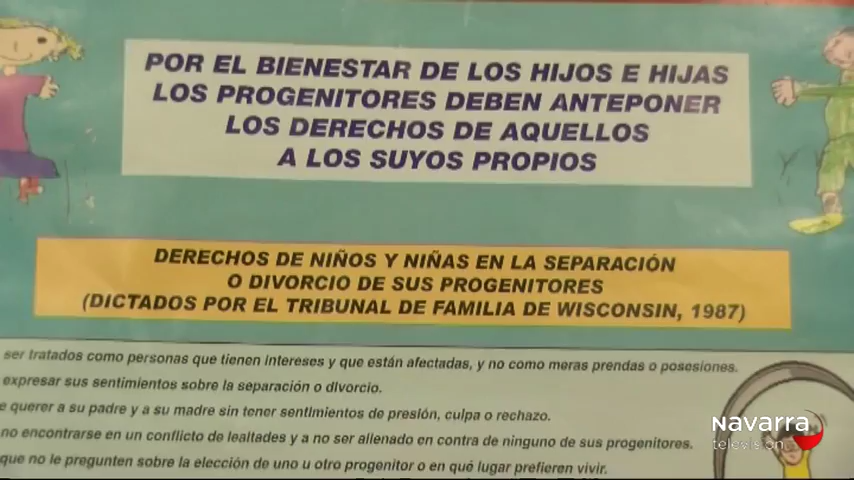 POR EL BIENESTAR DE LOS HIJOS E HIJAS
LOS PROGENITORES DEBEN ANTEPONER
LOS DERECHOS DE AQUELLOS
A LOS SUYOS PROPIOS
DERECHOS DE NIÑOS Y NIÑAS EN LA SEPARACIÓN
O DIVORCIO DE SUS PROGENITORES
(DICTADOS POR EL TRIBUNAL DE FAMILIA DE WISCONSIN, 1987)
ser tratados como personas que tienen intereses y que están afectadas, y no como meras prendas o posesiones.
expresar sus sentimientos sobre la separación o divorcio.
e querer a su padre y a su madre sin tener sentimientos de presión, culpa o rechazo.
no encontrarse en un conflicto de lealtades y a no ser alienado en contra de ninguno de sus progenitores.
que no le pregunten sobre la elección de uno u otro progenitor o en qué lugar prefieren vivir.
Navarra
televisión